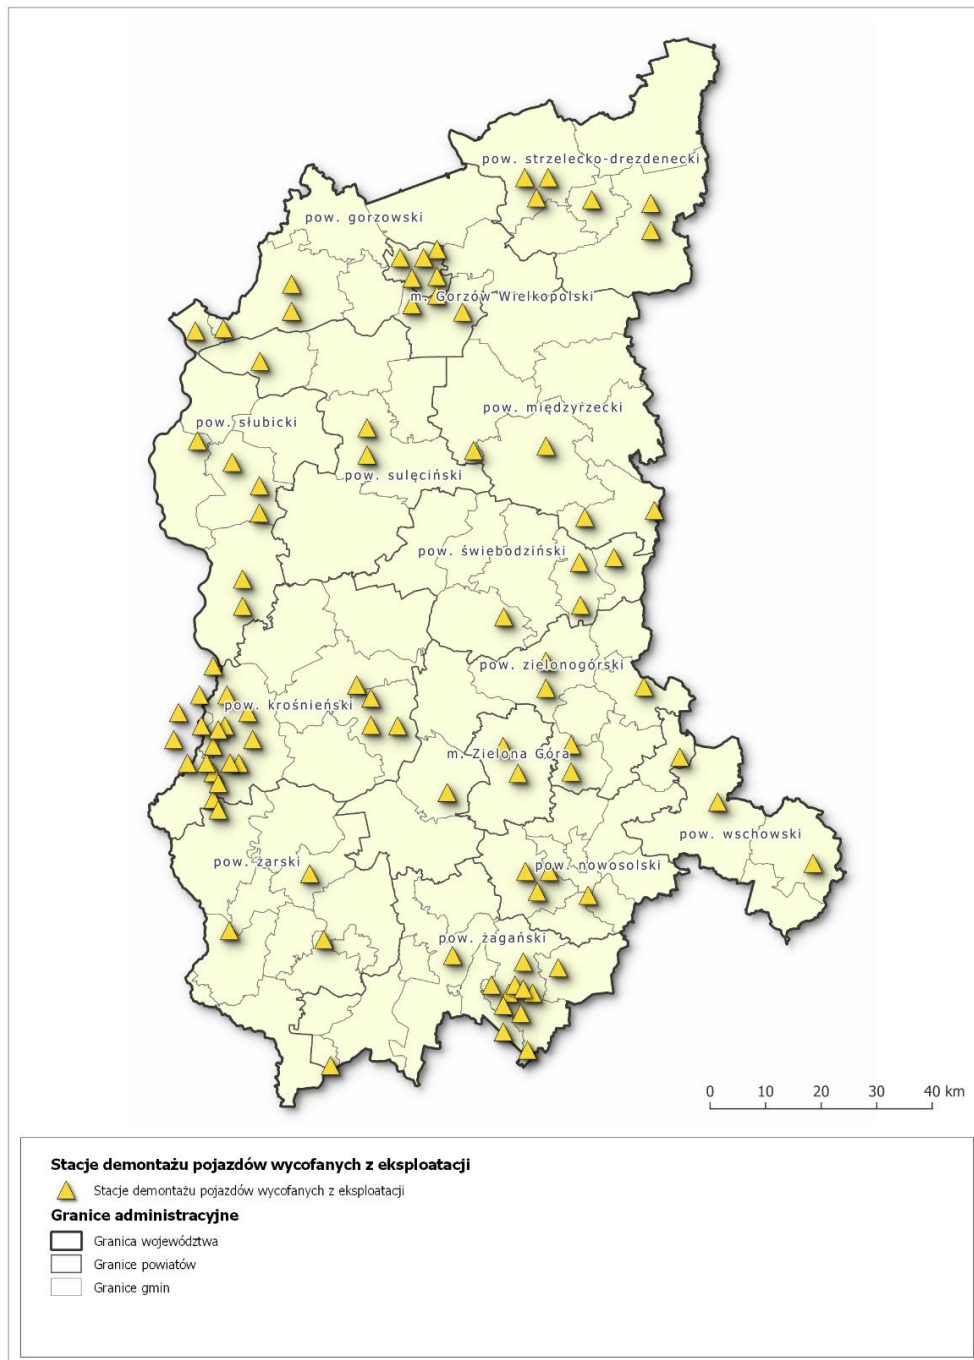 pow. strzelecko-drezdenecki
pow. gorzowski
m. Gorzów Wielkopolski
pow. międzyrzecki
pow. słubicki
pow. sulęciński
pow. świebodziński
pow. zielonogórski
pow. krośnieński
m. Zielona Góra
pow. wschowski
pow. żarski
pow. nowosolski
pow. żagański
0 10 20 30 40 km
Stacje demontażu pojazdów wycofanych z eksploatacji
Stacje demontażu pojazdów wycofanych z eksploatacji
Granice administracyjne
Granica województwa
Granice powiatów
Granice gmin